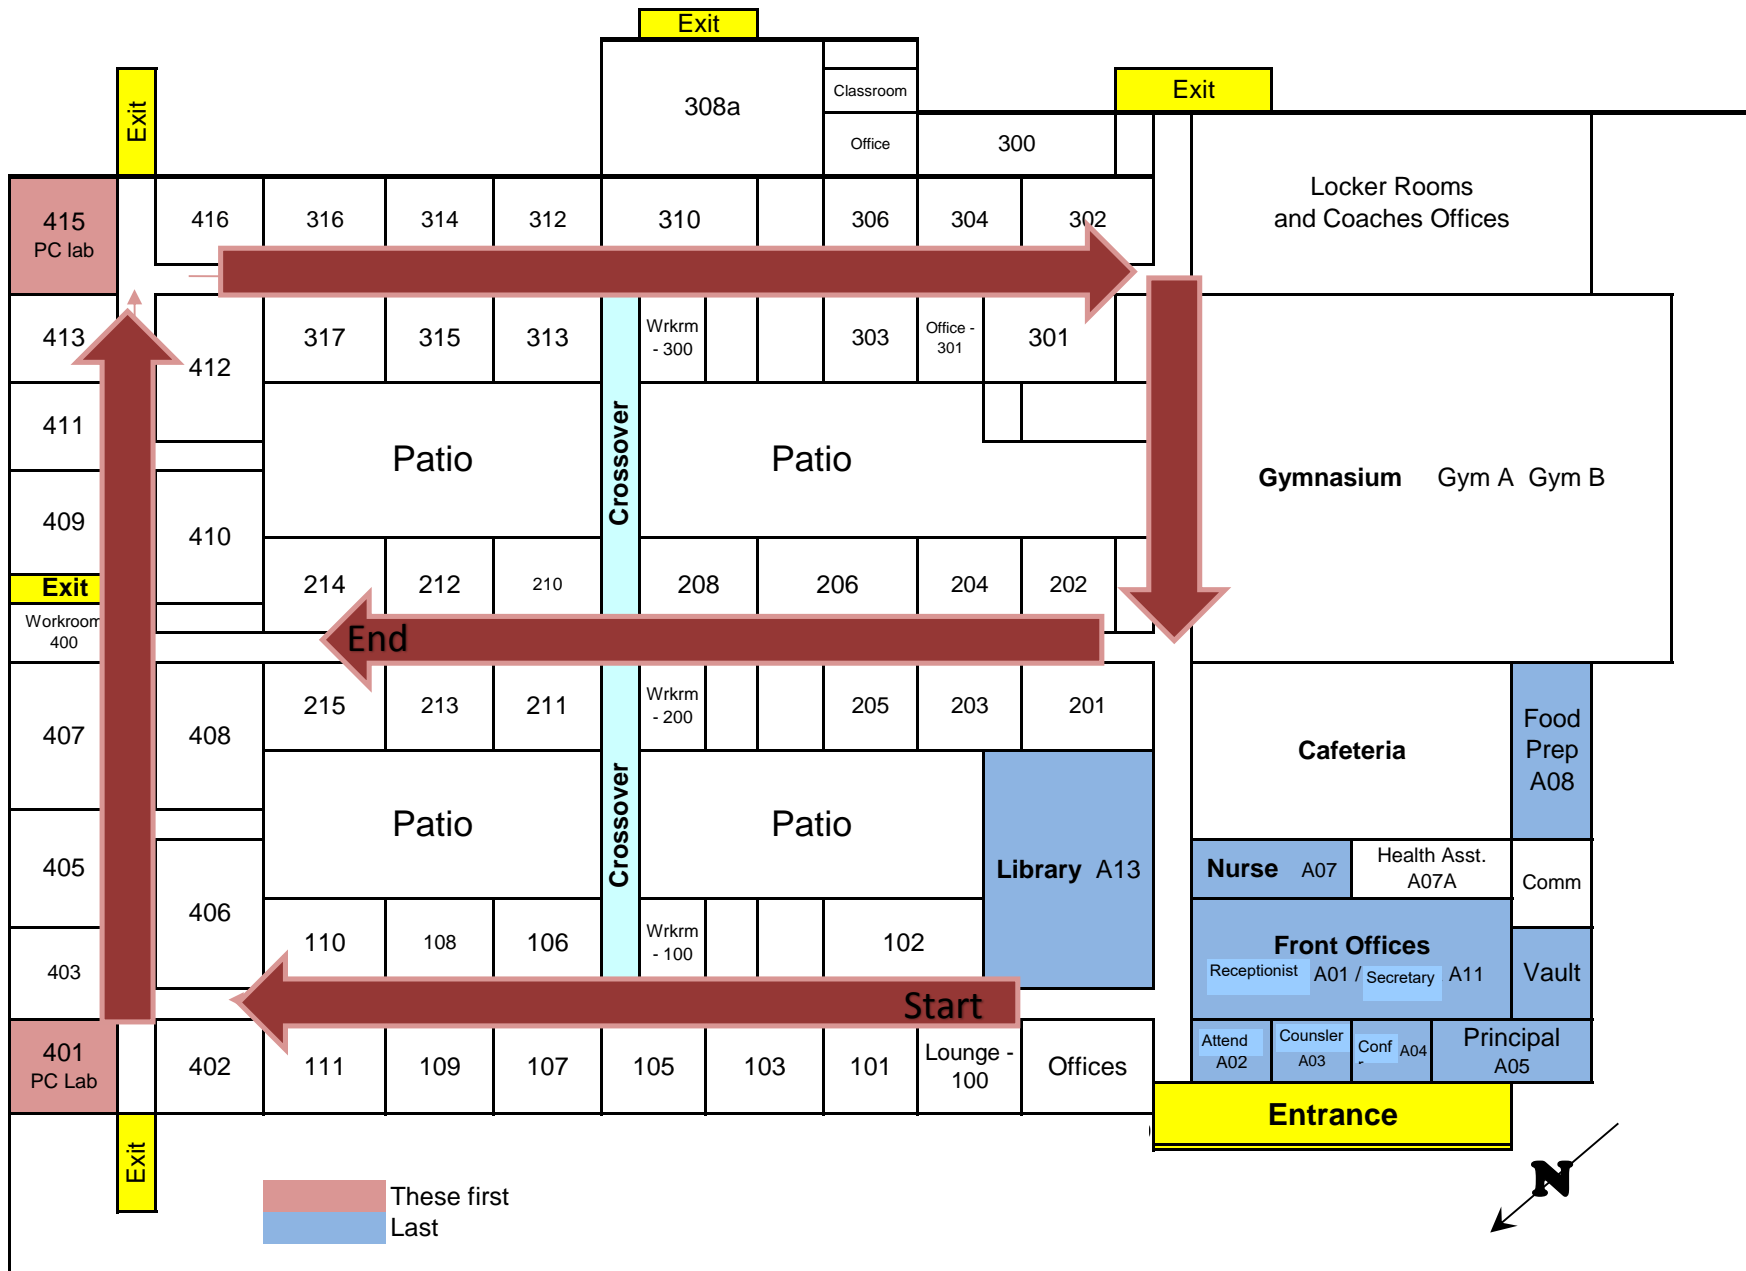 Exit
Exit
308a
Classroom
Exit
Office
300
415
PC lab
416
316
314
312
310
306
304
302
Locker Rooms
and Coaches Offices
413
412
317
315
313
Wrkrm
- 300
303
Office -
301
301
411
Patio
Crossover
Patio
Gymnasium Gym A Gym B
409
410
Exit
214
212
210
208
206
204
202
Workroom
400
End
407
408
215
213
211
Wrkrm
- 200
205
203
201
Cafeteria
Food
Prep
A08
405
406
Patio
Crossover
Patio
Library A13
Nurse A07
Health Asst.
A07A
Comm
403
110
108
106
Wrkrm
- 100
102
Front Offices
Receptionist A01 / Secretary A11
Vault
Start
401
PC Lab
402
111
109
107
105
103
101
Lounge -
100
Offices
Attend
A02
Counsler
A03
Conf A04
r
Principal
A05
Entrance
Exit
N
These first
Last